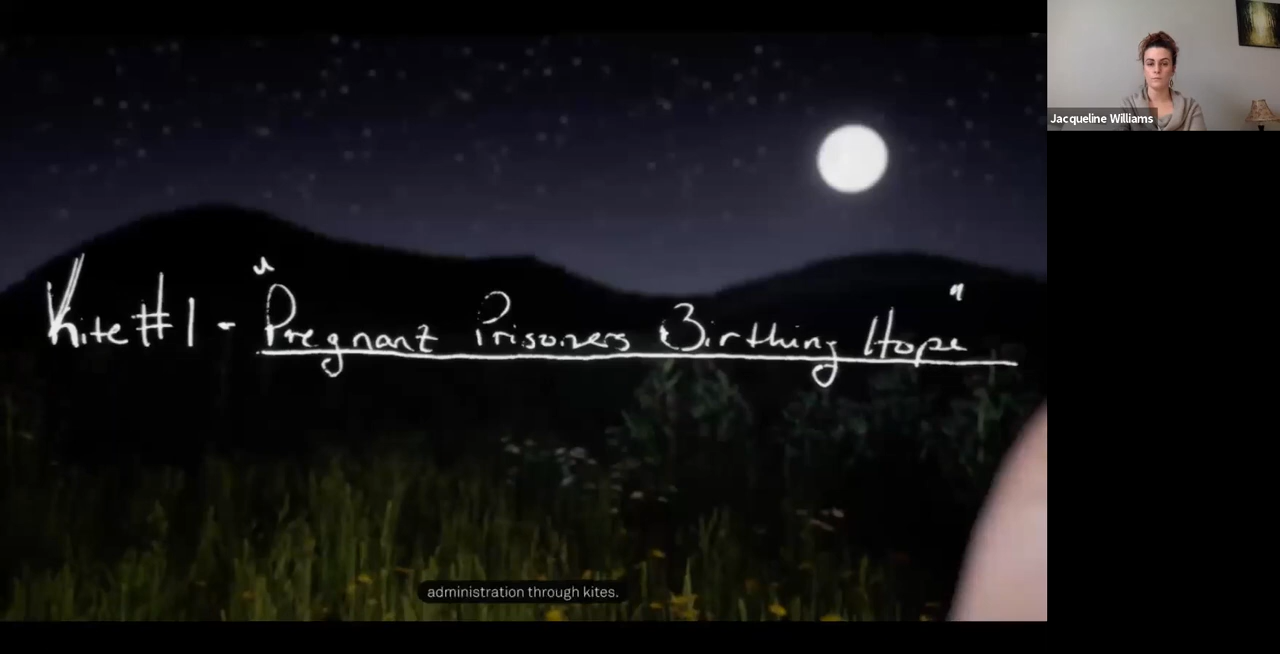 Kite #1 - "Pregnant Prisoners Birthing Hope"
administration through kites.
Jacqueline Williams